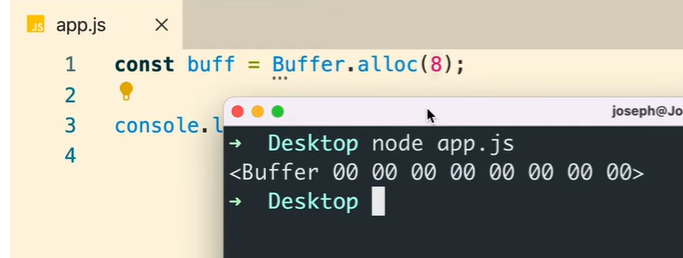 JS app.js ×
1 const buff = Buffer.alloc(8);
2
3 console.l
4
joseph@Jo
→ Desktop node app.js
<Buffer 00 00 00 00 00 00 00 00>
→ Desktop